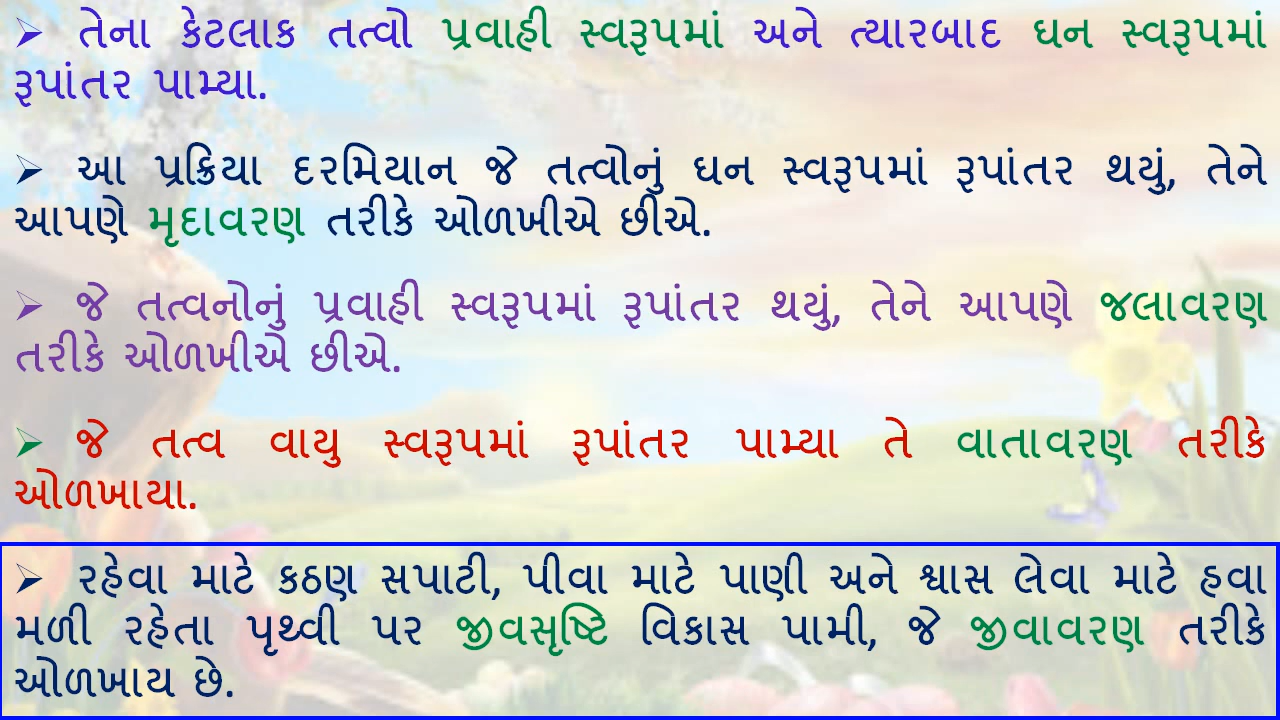 ➢ તેના કેટલાક તત્વો પ્રવાહી સ્વરૂપમાં અને ત્યારબાદ ઘન સ્વરૂપમાં
રૂપાંતર પામ્યા.
➢ આ પ્રક્રિયા દરમિયાન જે તત્વોનું ઘન સ્વરૂપમાં રૂપાંતર થયું, તેને
આપણે મૃદાવરણ તરીકે ઓળખીએ છીએ.
➢ જે તત્વનોનું પ્રવાહી સ્વરૂપમાં રૂપાંતર થયું, તેને આપણે જલાવરણ
તરીકે ઓળખીએ છીએ.
➢ જે તત્વ વાયુ સ્વરૂપમાં રૂપાંતર પામ્યા તે વાતાવરણ તરીકે
ઓળખાયા.
➢ રહેવા માટે કઠણ સપાટી, પીવા માટે પાણી અને શ્વાસ લેવા માટે હવા
મળી રહેતા પૃથ્વી પર જીવસૃષ્ટિ વિકાસ પામી, જે જીવાવરણ તરીકે
ઓળખાય છે.